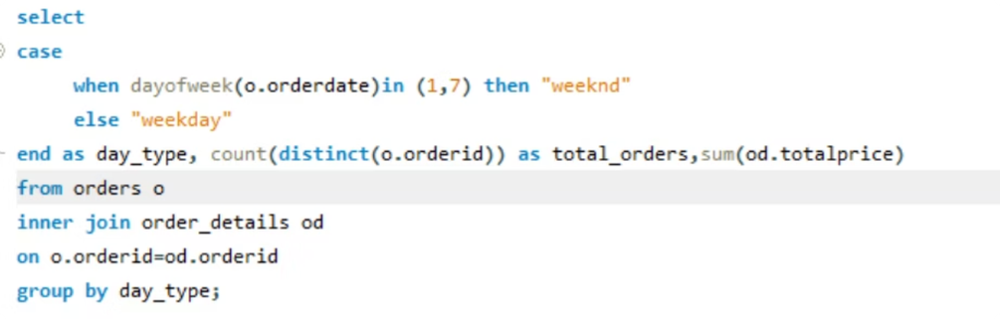 select
case
when dayofweek(o.orderdate)in (1,7) then "weeknd"
else "weekday"
end as day_type, count(distinct(o.orderid)) as total_orders,sum(od.totalprice)
from orders o
inner join order_details od
on o.orderid=od.orderid
group by day_type;